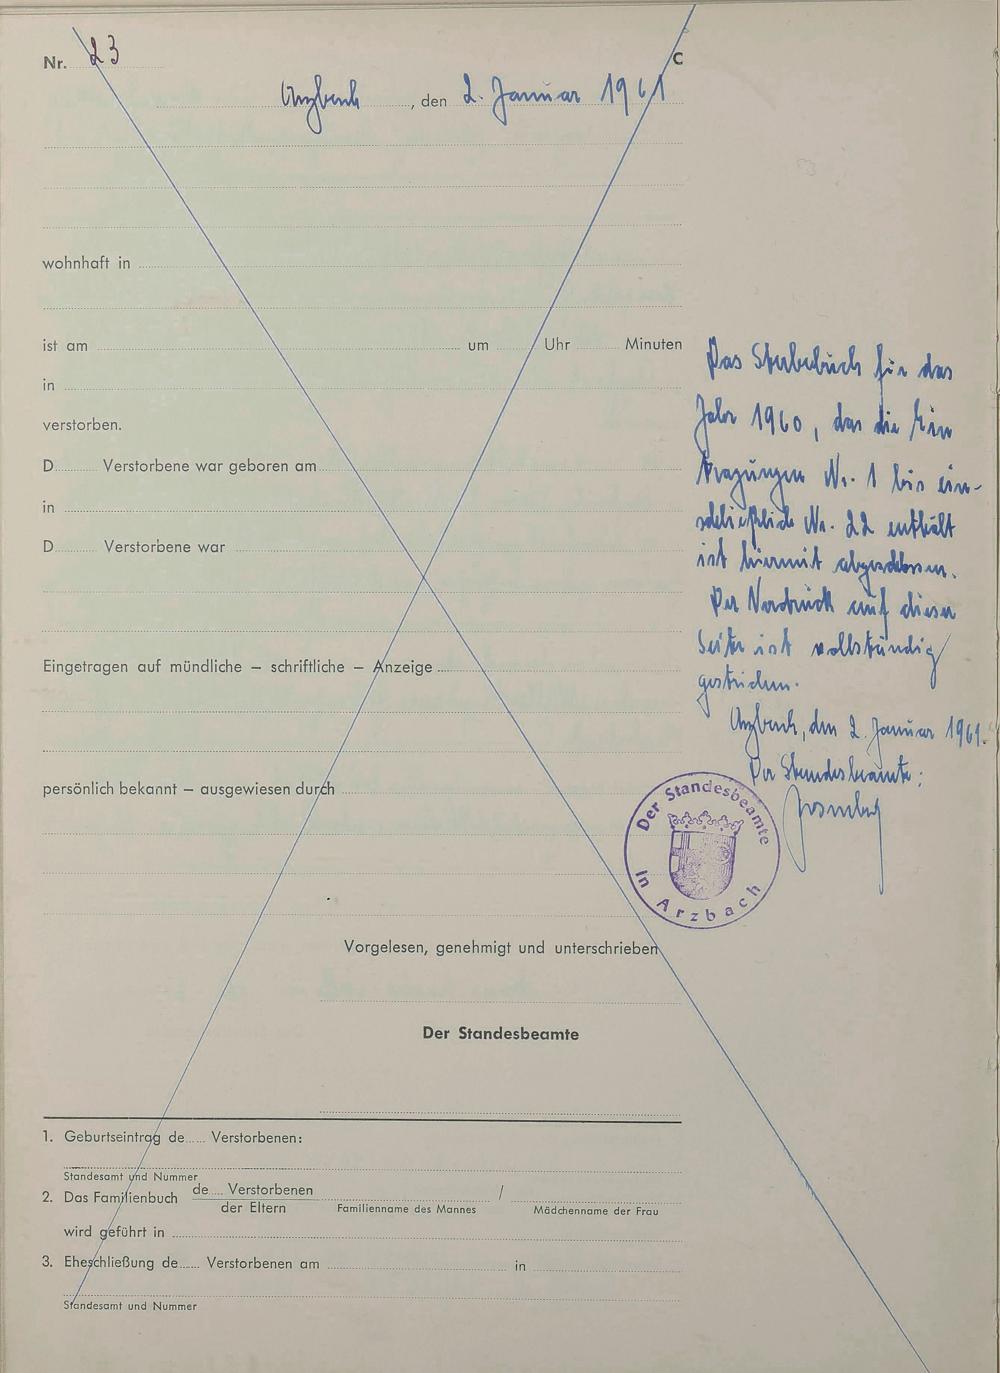 Nr. 23
C
Arzbach, den 2. Januar 1961
wohnhaft in
ist am um Uhr Minuten
in
verstorben.
D Verstorbene war geboren am
in
D Verstorbene war
Eingetragen auf mündliche – schriftliche – Anzeige
persönlich bekannt – ausgewiesen durch
Vorgelesen, genehmigt und unterschrieben
Der Standesbeamte
1. Geburtseintrag de..... Verstorbenen:
Standesamt und Nummer
2. Das Familienbuch de.... Verstorbenen /
der Eltern Familienname des Mannes Mädchenname der Frau
wird geführt in
3. Eheschließung de..... Verstorbenen am in
Standesamt und Nummer
Das Sterbebuch für das
Jahr 1960, das die Ein
tragungen Nr. 1 bis ein-
schließlich Nr. 22 enthält
ist hiermit abgeschlossen.
Der Vordruck auf dieser
Seite ist vollständig
gestrichen.
Arzbach, den 2. Januar 1961.
Der Standesbeamte:
Der Standesbeamte
In Arzbach